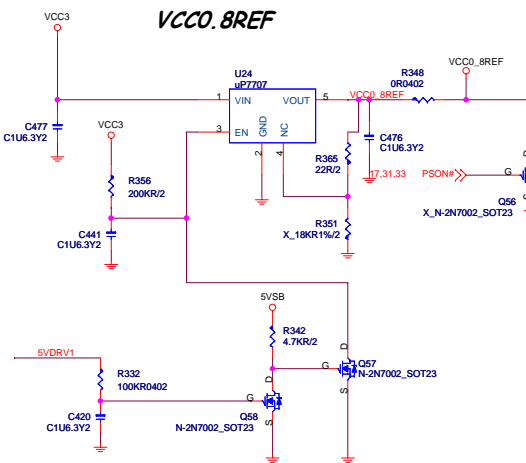 VCC0.8REF
VCC3
U24
uP7707
VCC0_8REF
1
VIN
VOUT
5
VCC0_8REF
R348
0R0402
3
EN
GND
NC
2
4
C477
C1U6.3Y2
VCC3
C476
C1U6.3Y2
R365
22R/2
17,31,33
PSON#
G
D
Q56
X_N-2N7002_SOT23
R356
200KR/2
R351
X_18KR1%/2
C441
C1U6.3Y2
5VSB
R342
4.7KR/2
5VDRV1
D
G
S
Q57
N-2N7002_SOT23
R332
100KR0402
D
G
S
Q58
N-2N7002_SOT23
C420
C1U6.3Y2